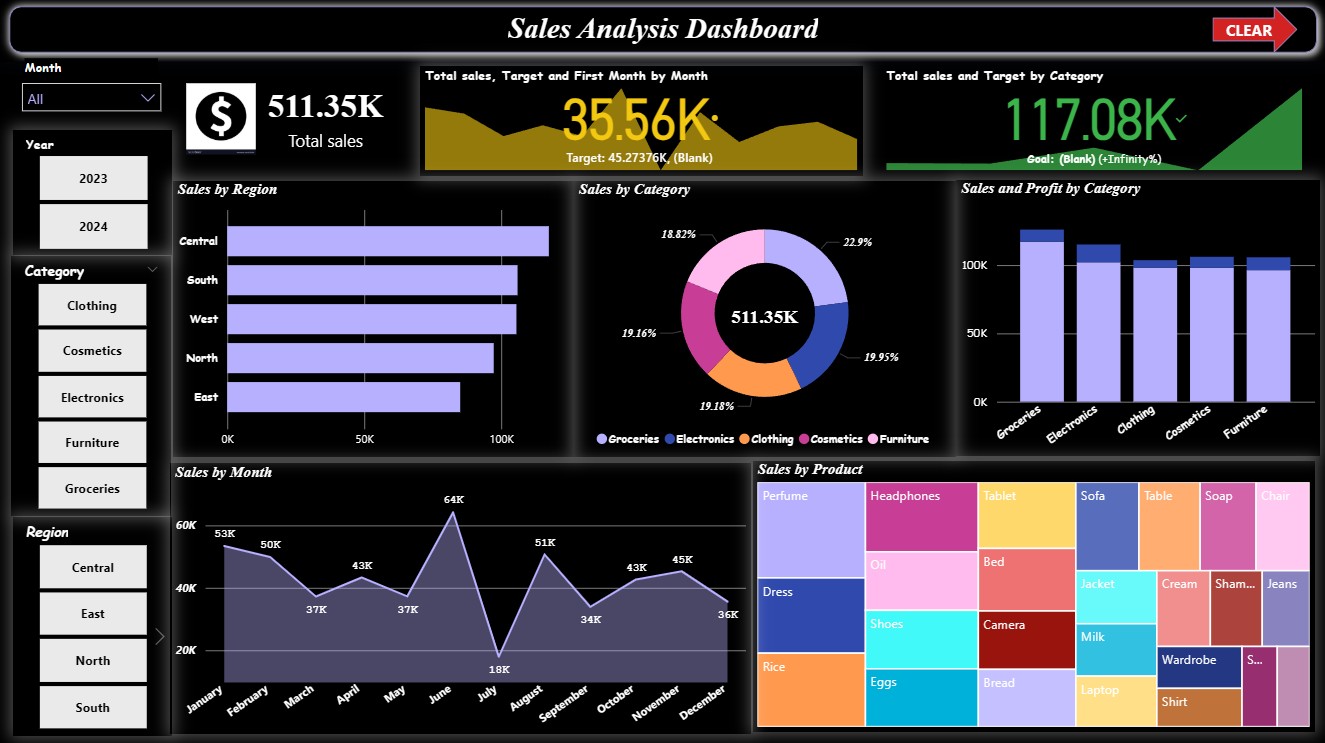 Sales Analysis Dashboard
CLEAR
Month
All
Year
2023
2024
Category
Clothing
Cosmetics
Electronics
Furniture
Groceries
Region
Central
East
North
South
511.35K
Total sales
Total sales, Target and First Month by Month
35.56K
Target: 45.27376K, (Blank)
Total sales and Target by Category
117.08K
Goal: (Blank) (+Infinity%)
Sales by Region
Central
South
West
North
East
0K 50K 100K
Sales by Category
18.82%
22.9%
511.35K
19.16%
19.95%
19.18%
Groceries Electronics Clothing Cosmetics Furniture
Sales and Profit by Category
100K
50K
0K
Groceries Electronics Clothing Cosmetics Furniture
Sales by Month
60K
40K
20K
53K
50K
37K
43K
37K
64K
18K
51K
34K
43K
45K
36K
January February March April May June July August September October November December
Sales by Product
Perfume
Dress
Rice
Headphones
Oil
Shoes
Eggs
Tablet
Bed
Camera
Bread
Sofa
Table
Soap
Chair
Jacket
Milk
Laptop
Cream
Sham...
Jeans
Wardrobe
Shirt
S...